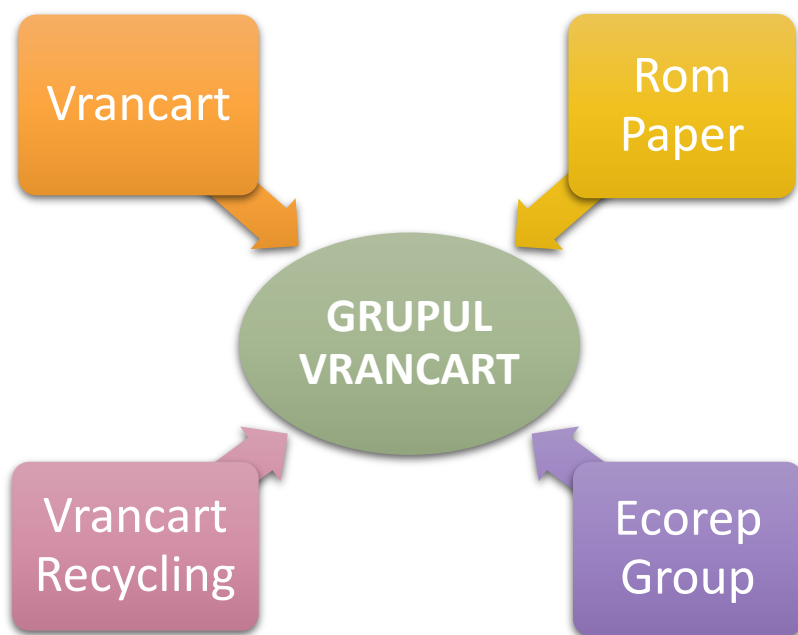 Vrancart
Rom
Paper
GRUPUL
VRANCART
Vrancart
Recycling
Ecorep
Group